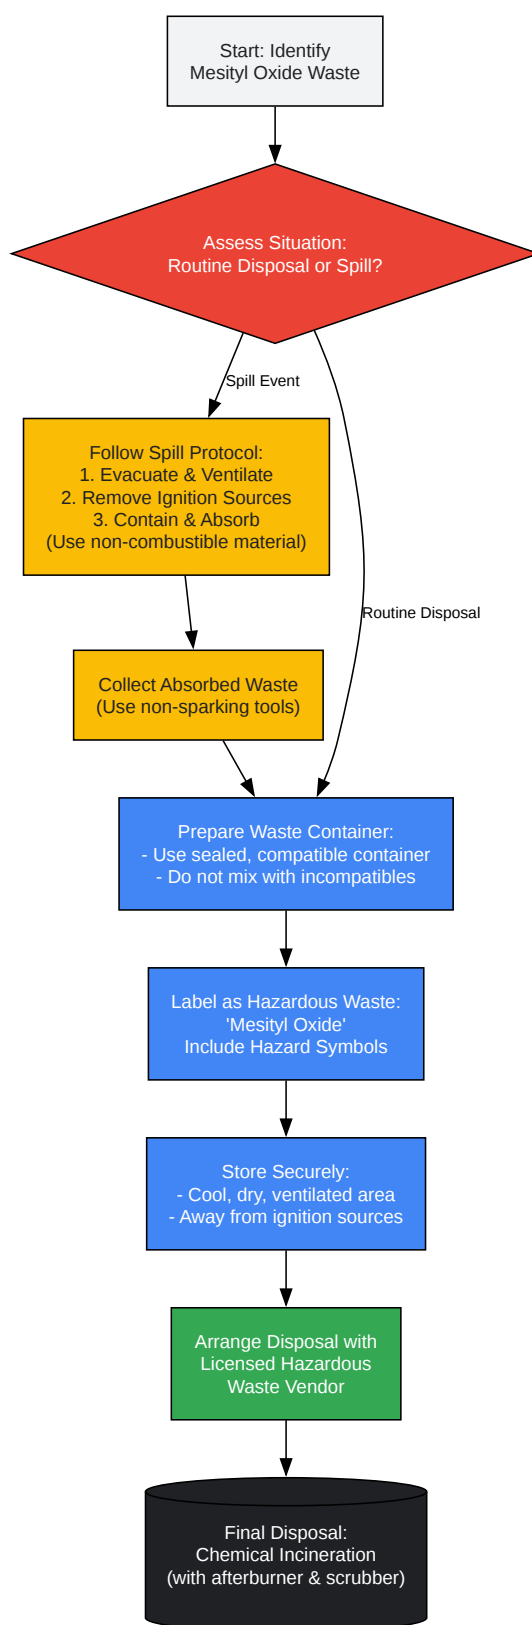 Start: Identify
Mesityl Oxide Waste
Assess Situation:
Routine Disposal or Spill?
Spill Event
Follow Spill Protocol:
1. Evacuate & Ventilate
2. Remove Ignition Sources
3. Contain & Absorb
(Use non-combustible material)
Routine Disposal
Collect Absorbed Waste
(Use non-sparking tools)
Prepare Waste Container:
- Use sealed, compatible container
- Do not mix with incompatibles
Label as Hazardous Waste:
'Mesityl Oxide'
Include Hazard Symbols
Store Securely:
- Cool, dry, ventilated area
- Away from ignition sources
Arrange Disposal with
Licensed Hazardous
Waste Vendor
Final Disposal:
Chemical Incineration
(with afterburner & scrubber)